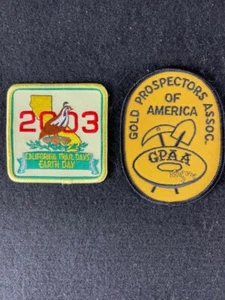 2003
CALIFORNIA TRAIL DAYS
EARTH DAY
GOLD PROSPECTORS ASSOC.
OF
AMERICA
GPAA